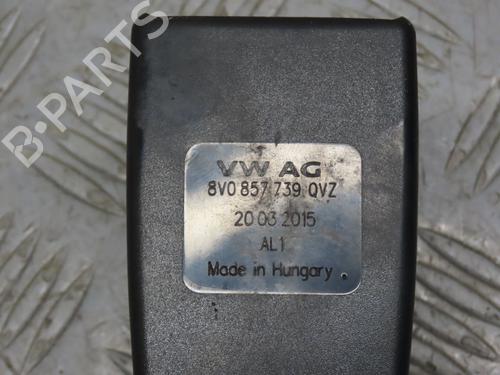 B-PARTS
VW AG
8V0 857 739 QVZ
20 03 2015
AL1
Made in Hungary